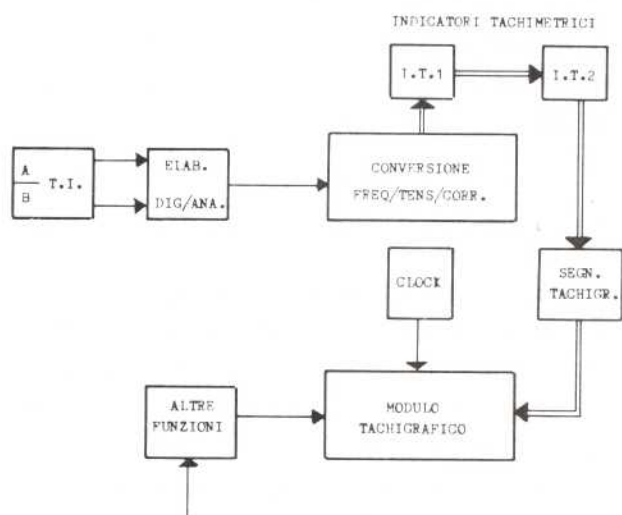 INDICATORI TACHIMETRICI
I.T.1
I.T.2
A
B
T.I.
ELAB.
DIG/ANA.
CONVERSIONE
FREQ/TENS/CORR.
CLOCK
SEGN.
TACHIGR.
ALTRE
FUNZIONI
MODULO
TACHIGRAFICO